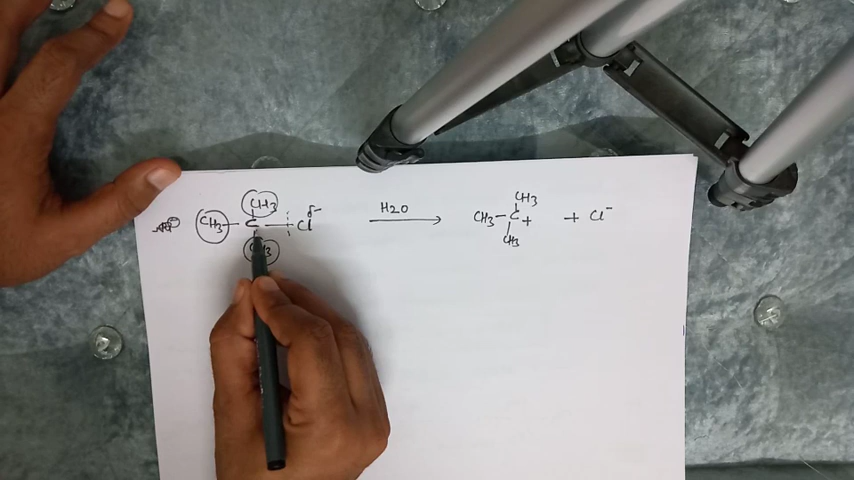 CH3 CH3
CH3 - C - Cl δ- H2O → CH3 - C + + Cl-
CH3 CH3